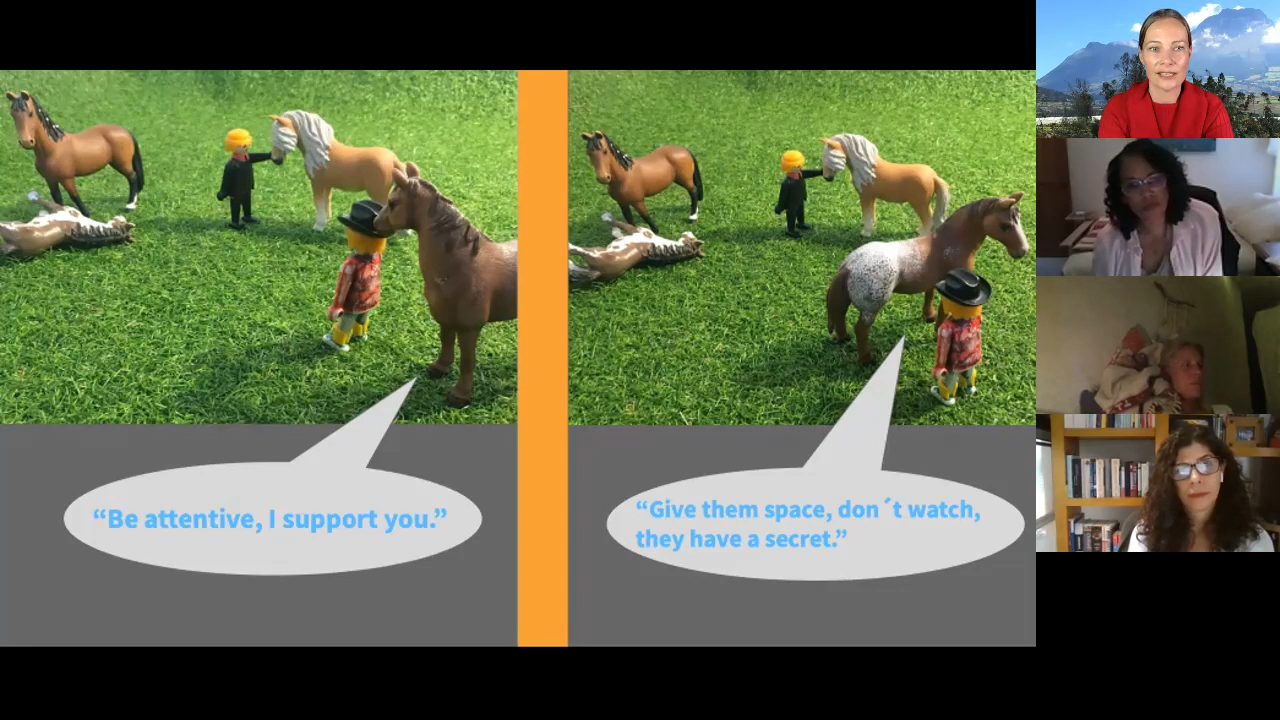 “Be attentive, I support you.”
“Give them space, don´t watch,
they have a secret.”